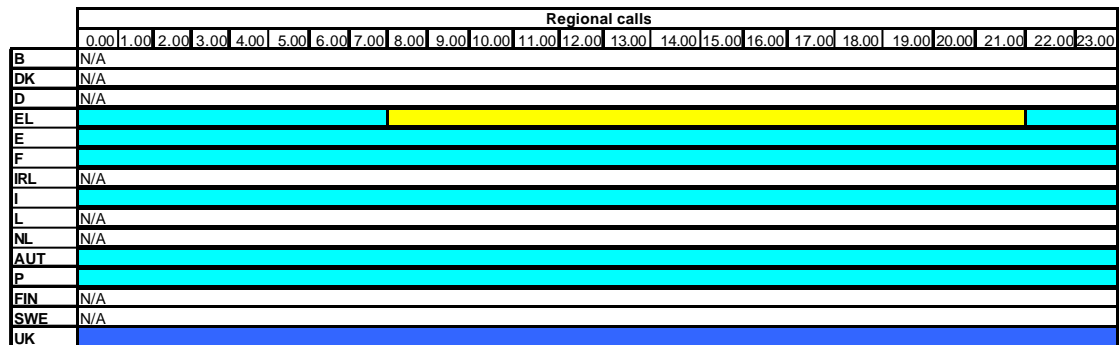 Regional calls
0.00 1.00 2.00 3.00 4.00 5.00 6.00 7.00 8.00 9.00 10.00 11.00 12.00 13.00 14.00 15.00 16.00 17.00 18.00 19.00 20.00 21.00 22.00 23.00
B N/A
DK N/A
D N/A
EL
E
F
IRL N/A
I
L N/A
NL N/A
AUT
P
FIN N/A
SWE N/A
UK